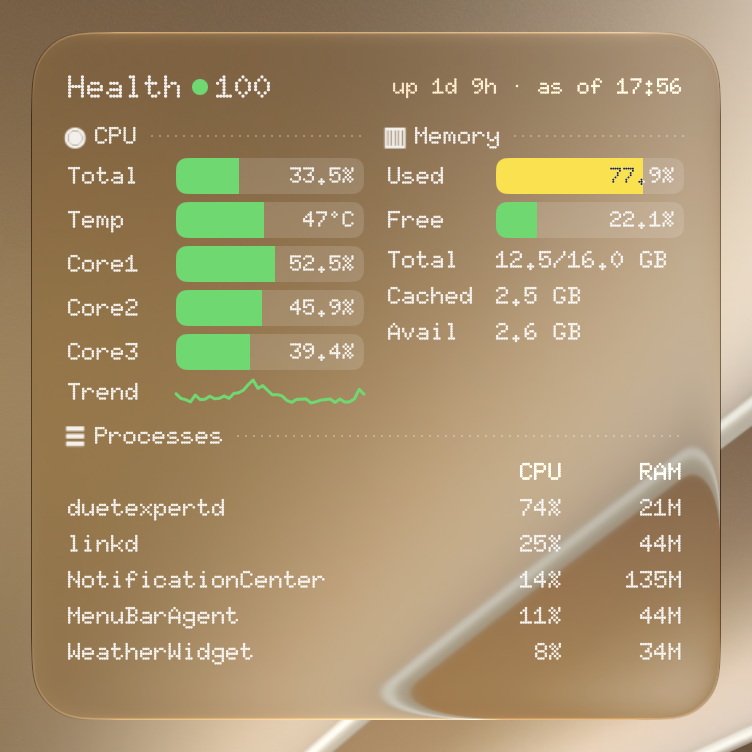 Health 100 up 1d 9h · as of 17:56
CPU
Total 33.5%
Temp 47°C
Core1 52.5%
Core2 45.9%
Core3 39.4%
Trend
Memory
Used 77.9%
Free 22.1%
Total 12.5/16.0 GB
Cached 2.5 GB
Avail 2.6 GB
Processes
CPU RAM
duetexpertd 74% 21M
linkd 25% 44M
NotificationCenter 14% 135M
MenuBarAgent 11% 44M
WeatherWidget 8% 34M